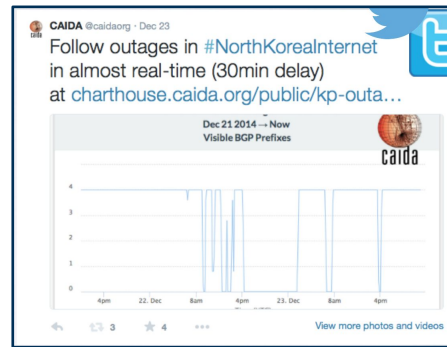 CAIDA @caidaorg · Dec 23
Follow outages in #NorthKoreaInternet
in almost real-time (30min delay)
at charthouse.caida.org/public/kp-outa…
Dec 21 2014 → Now
Visible BGP Prefixes
caida
4
3
2
1
0
4pm 22. Dec 8am 4pm 23. Dec 8am 4pm
3 4 View more photos and videos